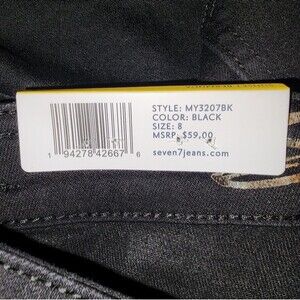 STYLE: MY3207BK
COLOR: BLACK
SIZE: 8
MSRP: $59.00
seven7jeans.com
1 94278 42667 6